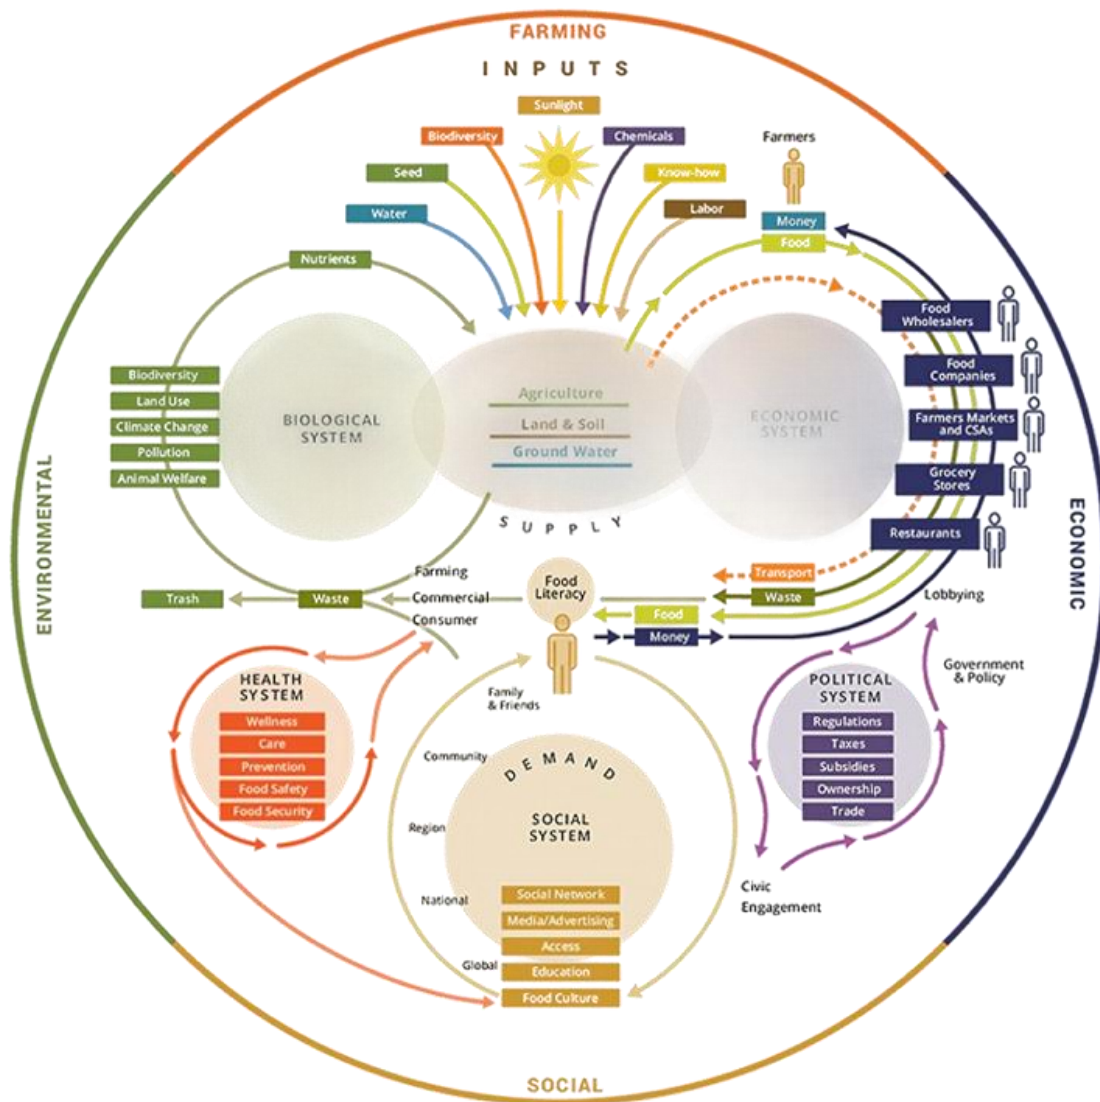 FARMING
INPUTS
Sunlight
Biodiversity
Chemicals
Farmers
Seed
Know-how
Water
Labor
Money
Food
Nutrients
Food
Wholesalers
Food
Companies
Farmers Markets
and CSAs
Grocery
Stores
Restaurants
Biodiversity
Land Use
Climate Change
Pollution
Animal Welfare
BIOLOGICAL
SYSTEM
Agriculture
Land & Soil
Ground Water
ECONOMIC
SYSTEM
SUPPLY
ENVIRONMENTAL
ECONOMIC
Farming
Commercial
Consumer
Food
Literacy
Transport
Waste
Food
Money
Trash
Waste
Lobbying
Government
& Policy
HEALTH
SYSTEM
Wellness
Care
Prevention
Food Safety
Food Security
Family
& Friends
Community
Region
National
Global
DEMAND
SOCIAL
SYSTEM
Social Network
Media/Advertising
Access
Education
Food Culture
POLITICAL
SYSTEM
Regulations
Taxes
Subsidies
Ownership
Trade
Civic
Engagement
SOCIAL